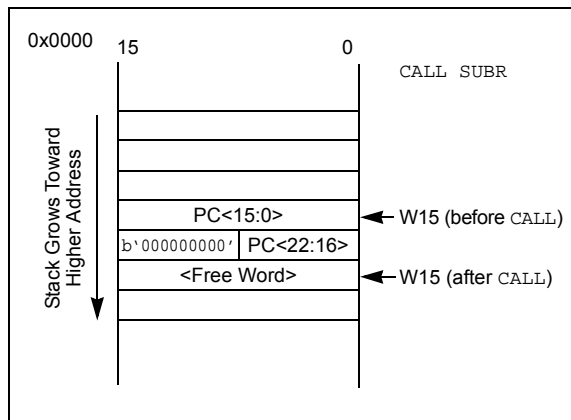 0x0000
15 0
CALL SUBR
Stack Grows Toward
Higher Address
PC<15:0>
W15 (before CALL)
b‘000000000’ PC<22:16>
<Free Word>
W15 (after CALL)